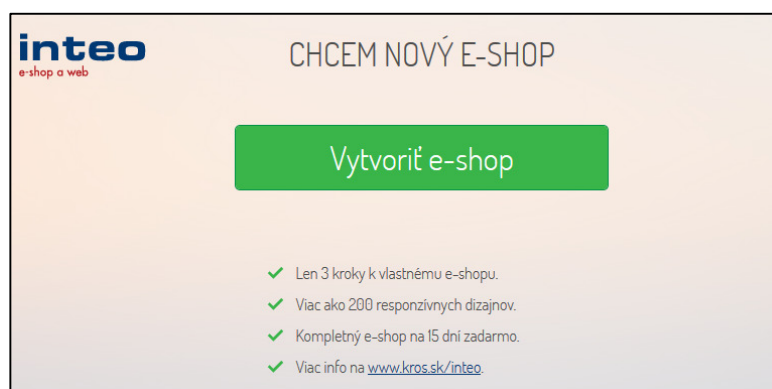 inteo
e-shop a web
CHCEM NOVÝ E-SHOP
Vytvoriť e-shop
Len 3 kroky k vlastnému e-shopu.
Viac ako 200 responzívnych dizajnov.
Kompletný e-shop na 15 dní zadarmo.
Viac info na www.kros.sk/inteo.